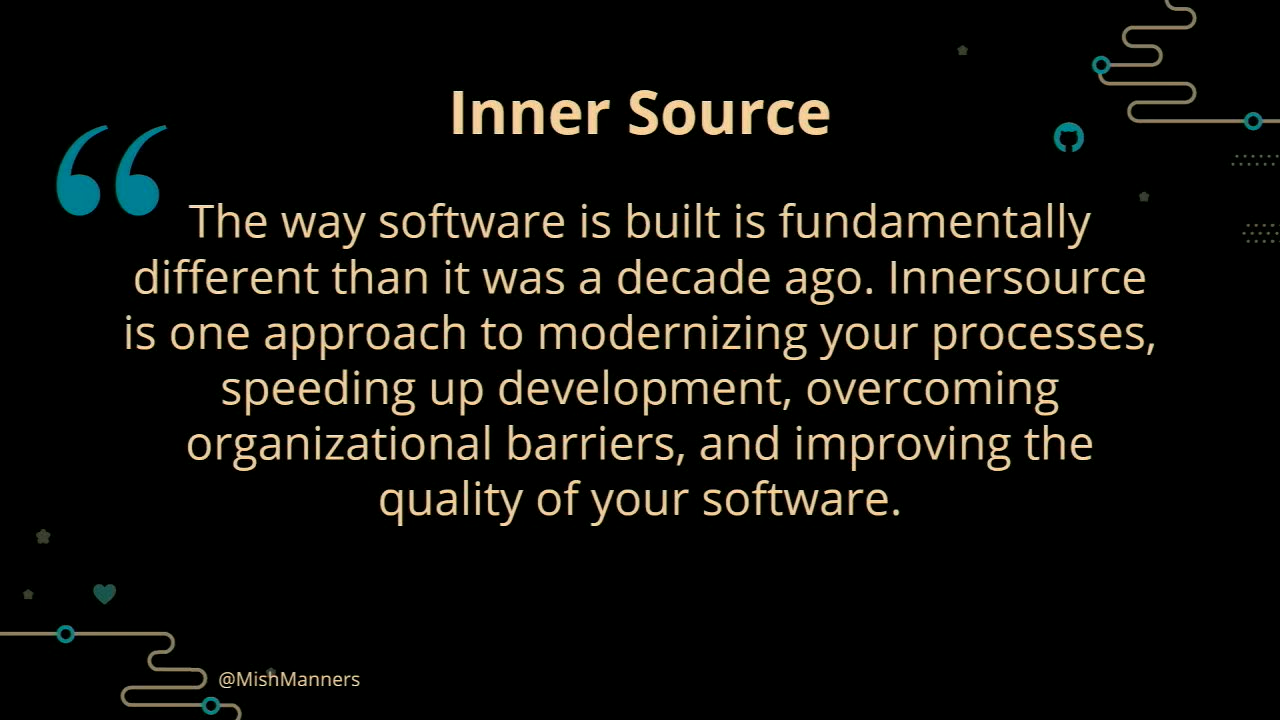 Inner Source
The way software is built is fundamentally
different than it was a decade ago. Innersource
is one approach to modernizing your processes,
speeding up development, overcoming
organizational barriers, and improving the
quality of your software.
@MishManners